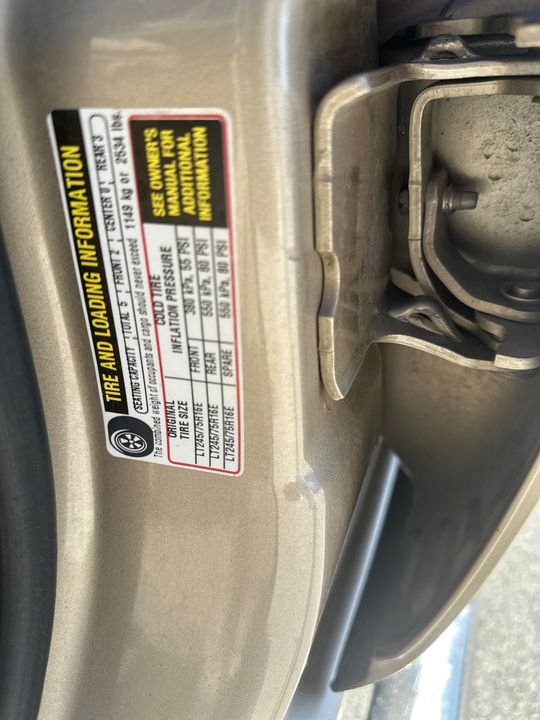 TIRE AND LOADING INFORMATION
SEATING CAPACITY TOTAL 5 FRONT 2 CENTER 0 REAR 3
The combined weight of occupants and cargo should never exceed 1149 kg or 2534 lbs.
ORIGINAL TIRE SIZE COLD TIRE INFLATION PRESSURE
LT245/75R16E FRONT 380 kPa, 55 PSI
LT245/75R16E REAR 550 kPa, 80 PSI
LT245/75R16E SPARE 550 kPa, 80 PSI
SEE OWNER'S
MANUAL FOR
ADDITIONAL
INFORMATION